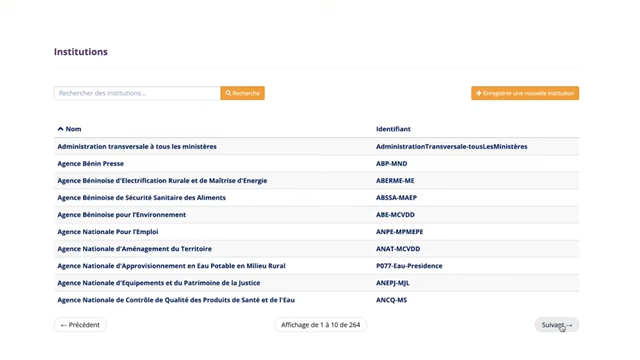 Institutions
Rechercher des institutions...
Recherche
+ Enregistrer une nouvelle institution
Nom Identifiant
Administration transversale à tous les ministères AdministrationTransversale-tousLesMinistères
Agence Bénin Presse ABP-MND
Agence Béninoise d'Electrification Rurale et de Maîtrise d'Energie ABERME-ME
Agence Béninoise de Sécurité Sanitaire des Aliments ABSSA-MAEP
Agence Béninoise pour l'Environnement ABE-MCVDD
Agence Nationale Pour l'Emploi ANPE-MPMEPE
Agence Nationale d'Aménagement du Territoire ANAT-MCVDD
Agence Nationale d'Approvisionnement en Eau Potable en Milieu Rural P077-Eau-Presidence
Agence Nationale d'Equipements et du Patrimoine de la Justice ANEPJ-MJL
Agence Nationale de Contrôle de Qualité des Produits de Santé et de l'Eau ANCQ-MS
← Précédent Affichage de 1 à 10 de 264 Suivant →